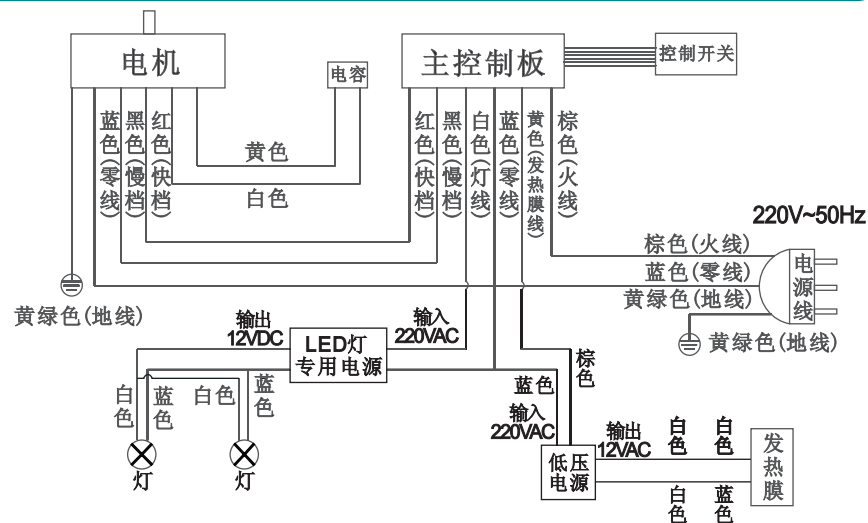 电机
电容
主控制板
控制开关
蓝色(零线)
黑色(慢档)
红色(快档)
黄色
白色
红色(快档)
黑色(慢档)
白色(灯线)
蓝色(零线)
黄色(发热膜线)
棕色(火线)
220V~50Hz
棕色(火线)
蓝色(零线)
黄绿色(地线)
电源线
黄绿色(地线)
黄绿色(地线)
输出
12VDC
LED灯
专用电源
输入
220VAC
白色
蓝色
白色
蓝色
灯
灯
棕色
蓝色
输入
220VAC
低压
电源
输出
12VAC
白色
白色
白色
蓝色
发热膜